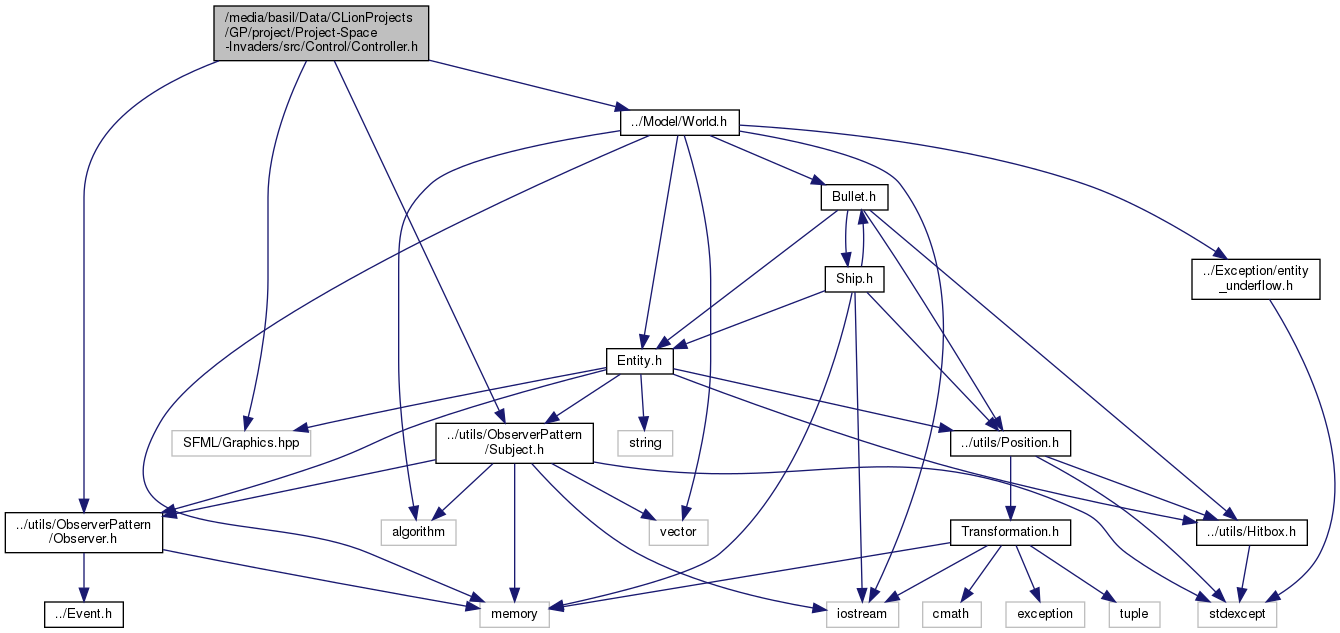 /media/basil/Data/CLionProjects
/GP/project/Project-Space
-Invaders/src/Control/Controller.h
../Model/World.h
Bullet.h
Ship.h
../Exception/entity
_underflow.h
Entity.h
SFML/Graphics.hpp
../utils/ObserverPattern
/Subject.h
string
../utils/Position.h
../utils/ObserverPattern
/Observer.h
algorithm
vector
Transformation.h
../utils/Hitbox.h
../Event.h
memory
iostream
cmath
exception
tuple
stdexcept